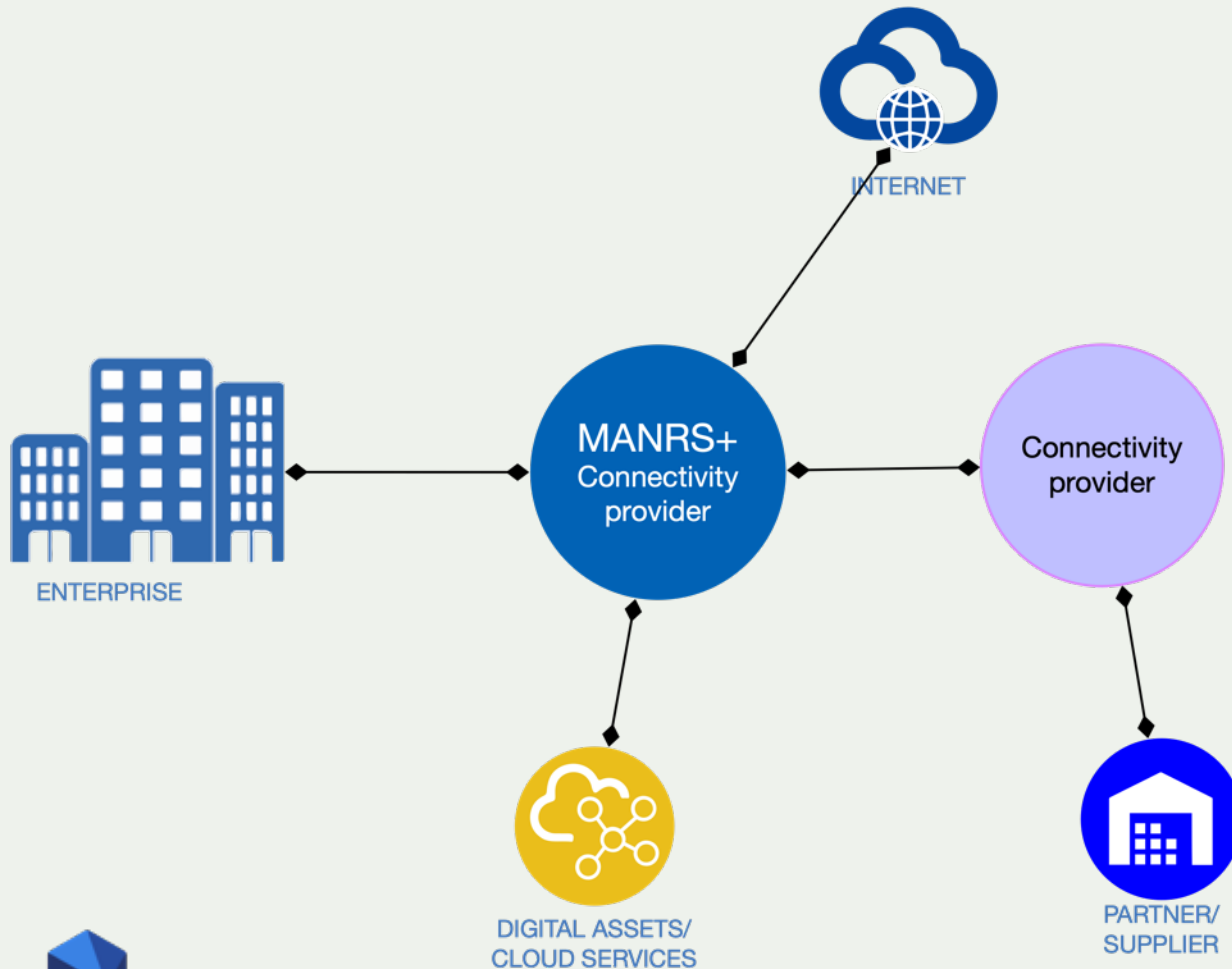 INTERNET
MANRS+
Connectivity
provider
Connectivity
provider
ENTERPRISE
DIGITAL ASSETS/
CLOUD SERVICES
PARTNER/
SUPPLIER